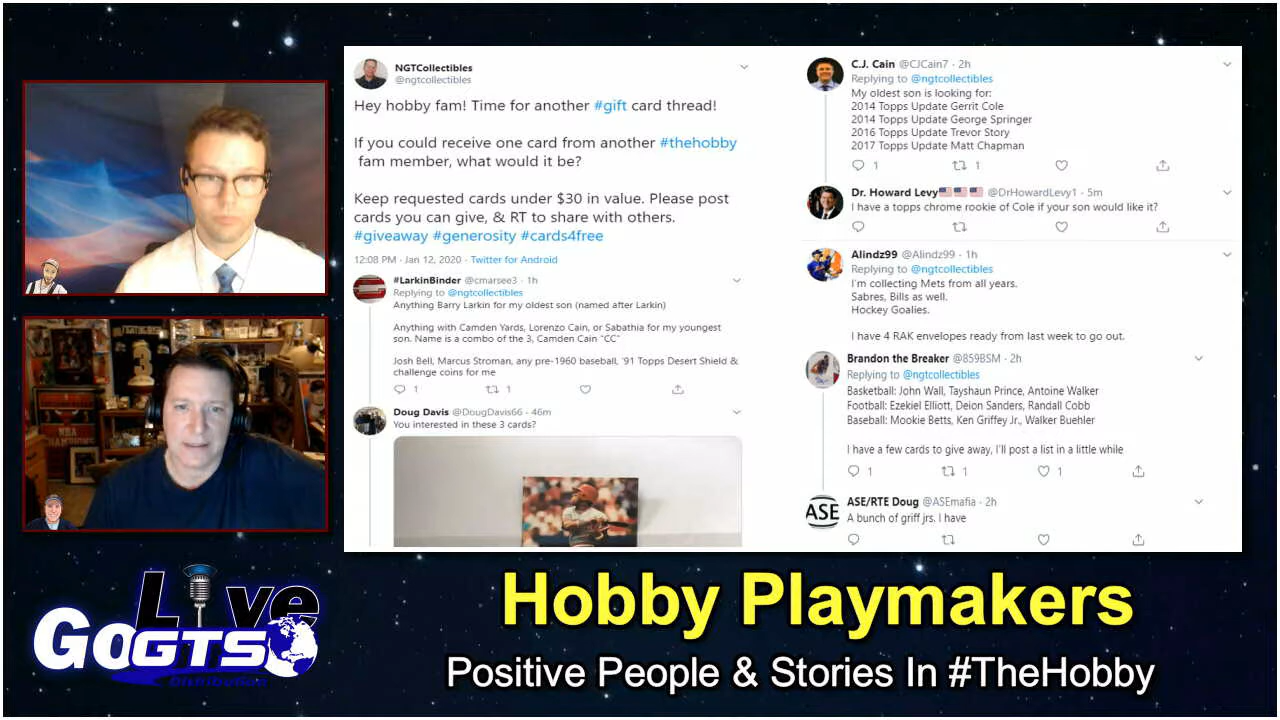 NGTCollectibles
@ngtcollectibles
Hey hobby fam! Time for another #gift card thread!
If you could receive one card from another #thehobby
fam member, what would it be?
Keep requested cards under $30 in value. Please post
cards you can give, & RT to share with others.
#giveaway #generosity #cards4free
12:08 PM · Jan 12, 2020 · Twitter for Android
#LarkinBinder @cmarsee3 · 1h
Replying to @ngtcollectibles
Anything Barry Larkin for my oldest son (named after Larkin)
Anything with Camden Yards, Lorenzo Cain, or Sabathia for my youngest
son. Name is a combo of the 3, Camden Cain "CC"
Josh Bell, Marcus Stroman, any pre-1960 baseball, '91 Topps Desert Shield &
challenge coins for me
1 1
Doug Davis @DougDavis66 · 46m
You interested in these 3 cards?
C.J. Cain @CJCain7 · 2h
Replying to @ngtcollectibles
My oldest son is looking for:
2014 Topps Update Gerrit Cole
2014 Topps Update George Springer
2016 Topps Update Trevor Story
2017 Topps Update Matt Chapman
1 1
Dr. Howard Levy @DrHowardLevy1 · 5m
I have a topps chrome rookie of Cole if your son would like it?
Alindz99 @Alindz99 · 1h
Replying to @ngtcollectibles
I'm collecting Mets from all years.
Sabres, Bills as well.
Hockey Goalies.
I have 4 RAK envelopes ready from last week to go out.
Brandon the Breaker @859BSM · 2h
Replying to @ngtcollectibles
Basketball: John Wall, Tayshaun Prince, Antoine Walker
Football: Ezekiel Elliott, Deion Sanders, Randall Cobb
Baseball: Mookie Betts, Ken Griffey Jr., Walker Buehler
I have a few cards to give away, I'll post a list in a little while
1 1 1
ASE
ASE/RTE Doug @ASEmafia · 2h
A bunch of griff jrs. I have
NBA
CHAMPIONS
3
Live
GoGTS
Distribution
Hobby Playmakers
Positive People & Stories In #TheHobby